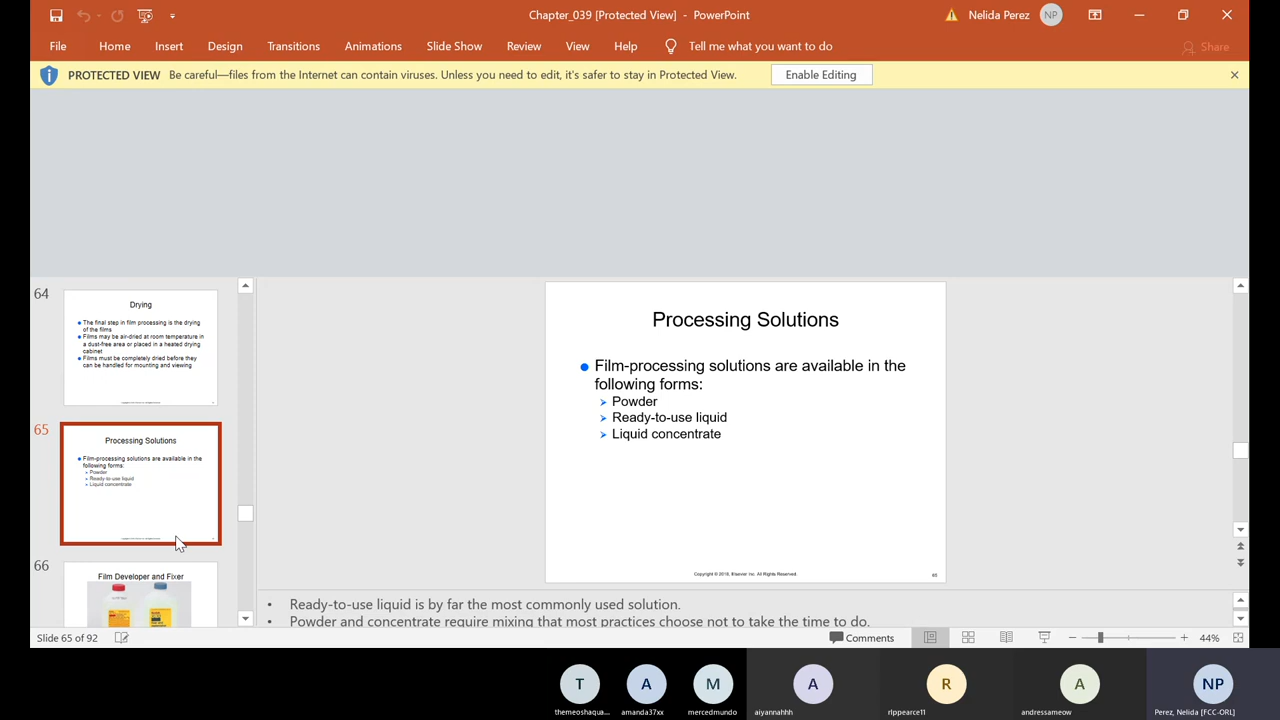 Chapter_039 [Protected View] - PowerPoint
Nelida Perez
NP
File
Home
Insert
Design
Transitions
Animations
Slide Show
Review
View
Help
Tell me what you want to do
Share
PROTECTED VIEW
Be careful—files from the Internet can contain viruses. Unless you need to edit, it's safer to stay in Protected View.
Enable Editing
64
Drying
The final step in film processing is the drying
of the films
Films may be air-dried at room temperature in
a dust-free area or placed in a heated drying
cabinet
Films must be completely dried before they
can be handled for mounting and viewing
65
Processing Solutions
Film-processing solutions are available in the
following forms:
Powder
Ready-to-use liquid
Liquid concentrate
66
Film Developer and Fixer
Processing Solutions
Film-processing solutions are available in the
following forms:
Powder
Ready-to-use liquid
Liquid concentrate
Copyright © 2018, Elsevier Inc. All Rights Reserved.
65
Ready-to-use liquid is by far the most commonly used solution.
Powder and concentrate require mixing that most practices choose not to take the time to do.
Slide 65 of 92
Comments
44%
T
A
M
A
R
A
NP
themeoshaqua...
amanda37xx
mercedmundo
aiyannahhh
rlppearce11
andressameow
Perez, Nelida [FCC-ORL]